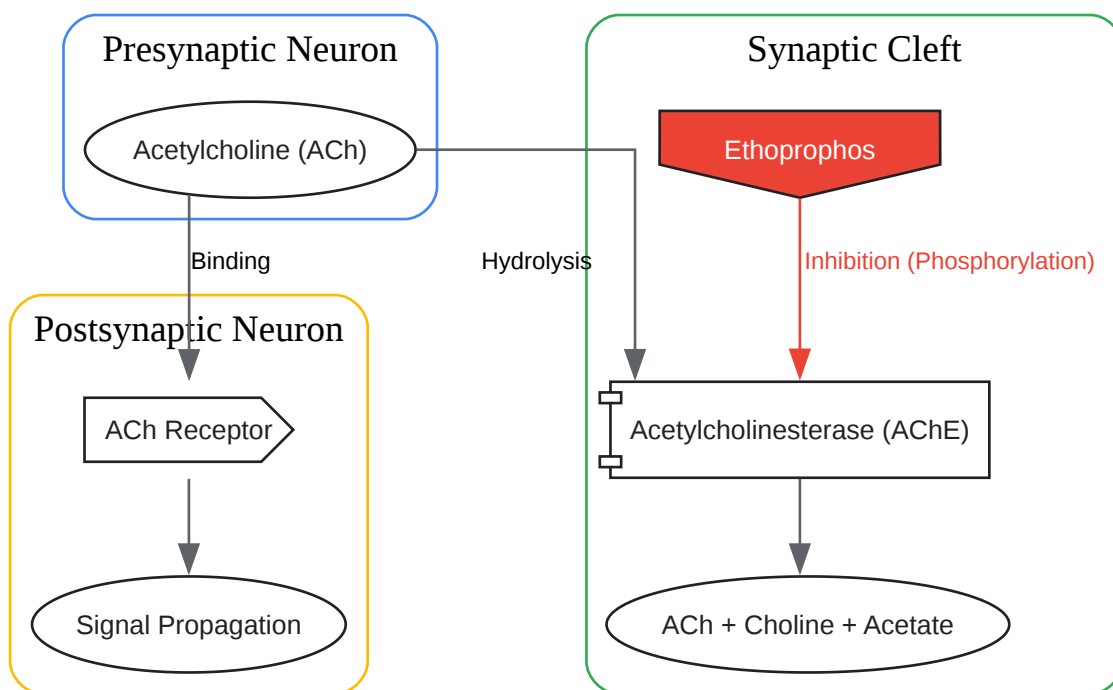 Presynaptic Neuron
Synaptic Cleft
Acetylcholine (ACh)
Ethoprophos
Binding
Hydrolysis
Inhibition (Phosphorylation)
Postsynaptic Neuron
ACh Receptor
Acetylcholinesterase (AChE)
Signal Propagation
ACh + Choline + Acetate